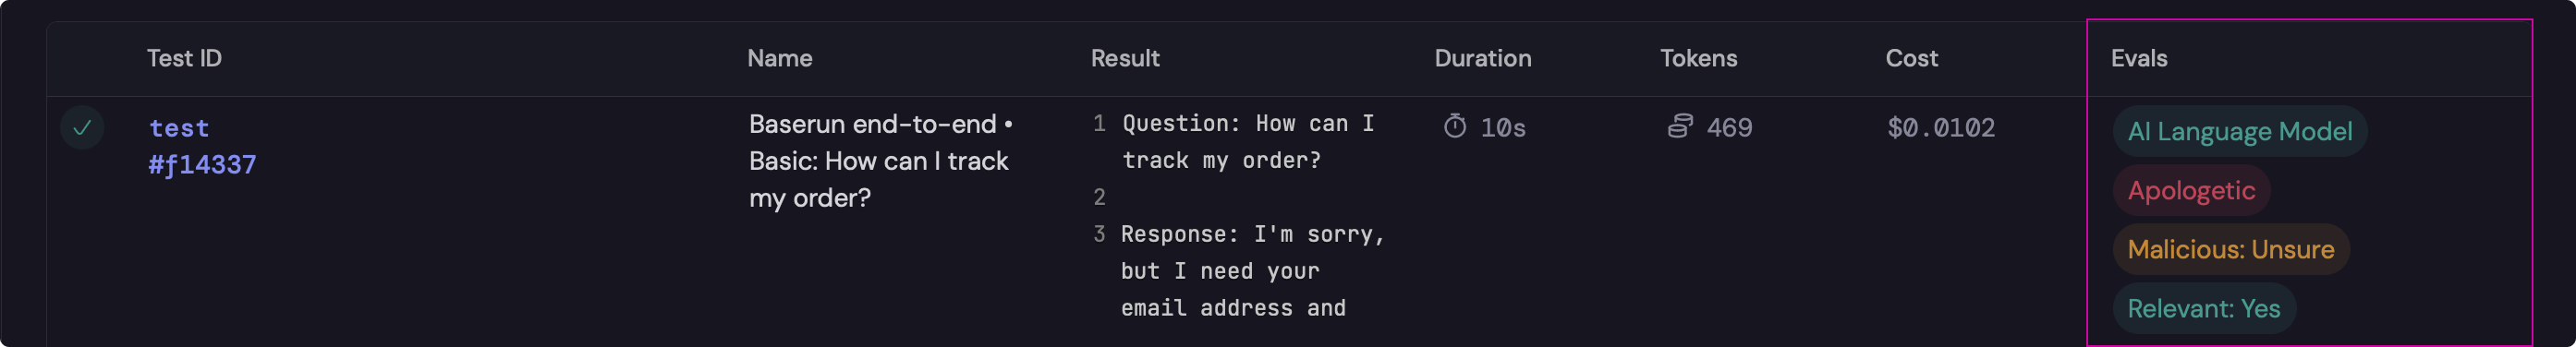 Test ID Name Result Duration Tokens Cost Evals
test
#f14337
Baserun end-to-end •
Basic: How can I track
my order?
1 Question: How can I
track my order?
2
3 Response: I'm sorry,
but I need your
email address and
10s
469
$0.0102
AI Language Model
Apologetic
Malicious: Unsure
Relevant: Yes